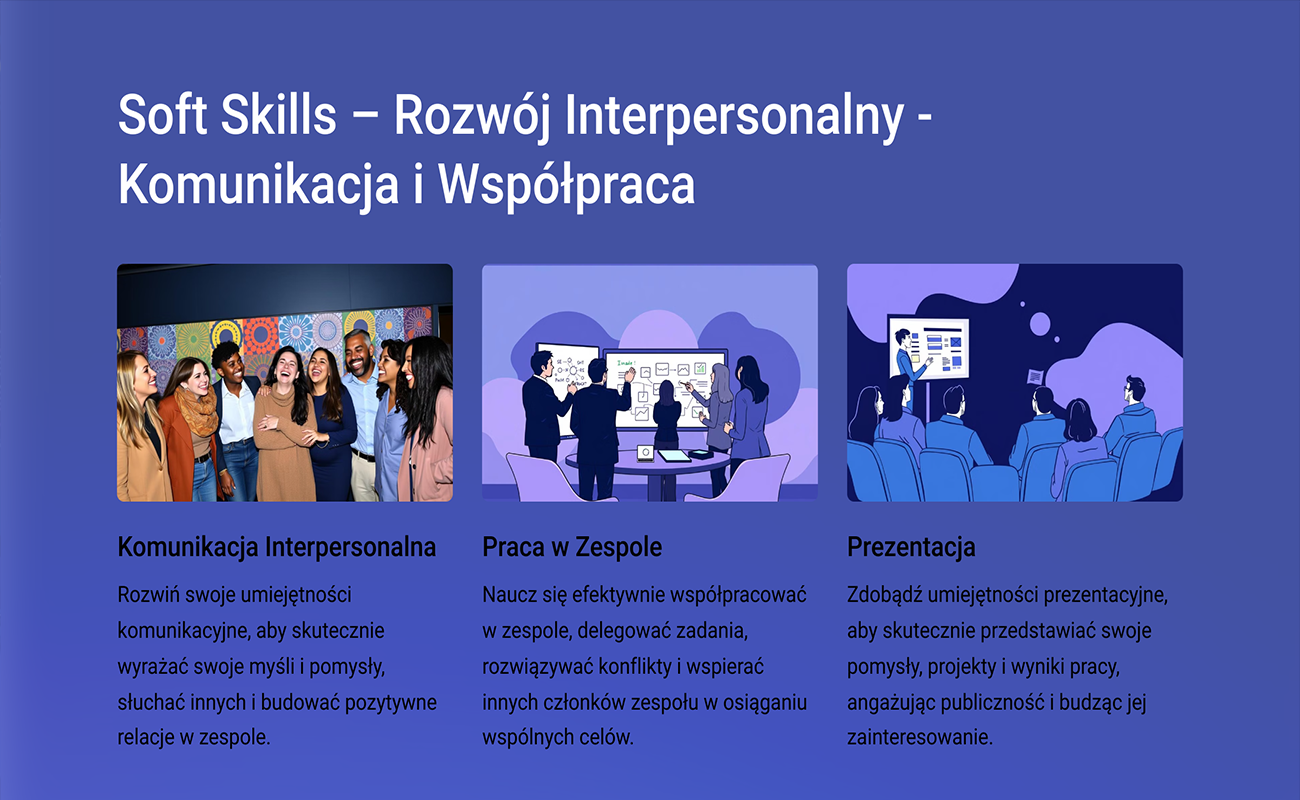 Soft Skills – Rozwój Interpersonalny -
Komunikacja i Współpraca
Komunikacja Interpersonalna
Rozwiń swoje umiejętności
komunikacyjne, aby skutecznie
wyrażać swoje myśli i pomysły,
słuchać innych i budować pozytywne
relacje w zespole.
Praca w Zespole
Naucz się efektywnie współpracować
w zespole, delegować zadania,
rozwiązywać konflikty i wspierać
innych członków zespołu w osiąganiu
wspólnych celów.
Prezentacja
Zdobądź umiejętności prezentacyjne,
aby skutecznie przedstawiać swoje
pomysły, projekty i wyniki pracy,
angażując publiczność i budząc jej
zainteresowanie.